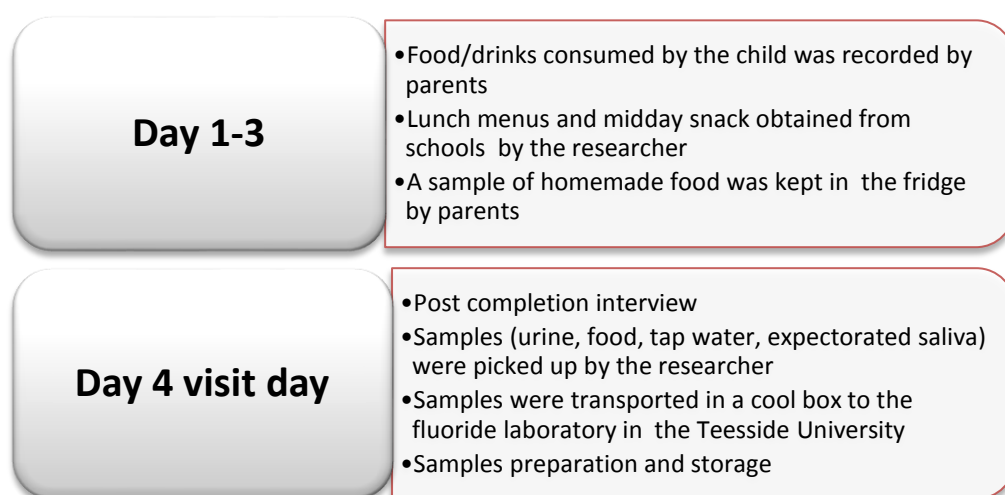 Day 1-3
•Food/drinks consumed by the child was recorded by
parents
•Lunch menus and midday snack obtained from
schools by the researcher
•A sample of homemade food was kept in the fridge
by parents
Day 4 visit day
•Post completion interview
•Samples (urine, food, tap water, expectorated saliva)
were picked up by the researcher
•Samples were transported in a cool box to the
fluoride laboratory in the Teesside University
•Samples preparation and storage